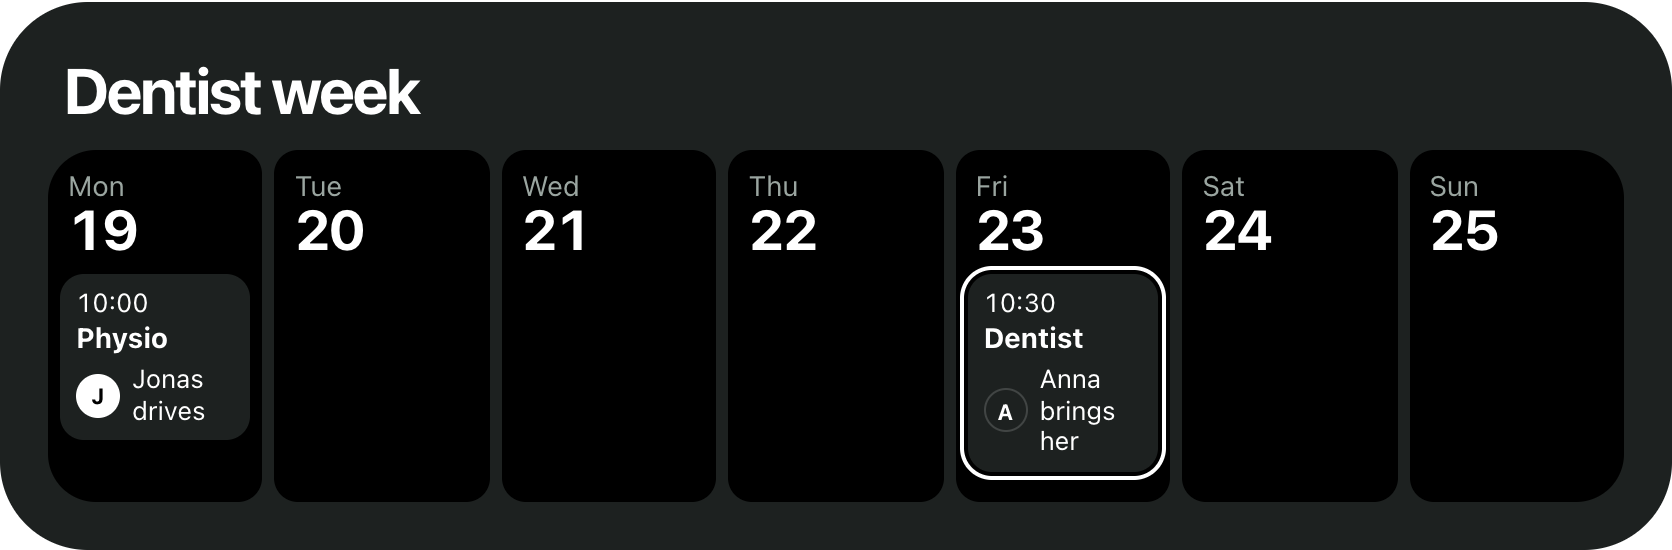 Dentist week
Mon
19
10:00
Physio
J
Jonas
drives
Tue
20
Wed
21
Thu
22
Fri
23
10:30
Dentist
A
Anna
brings
her
Sat
24
Sun
25